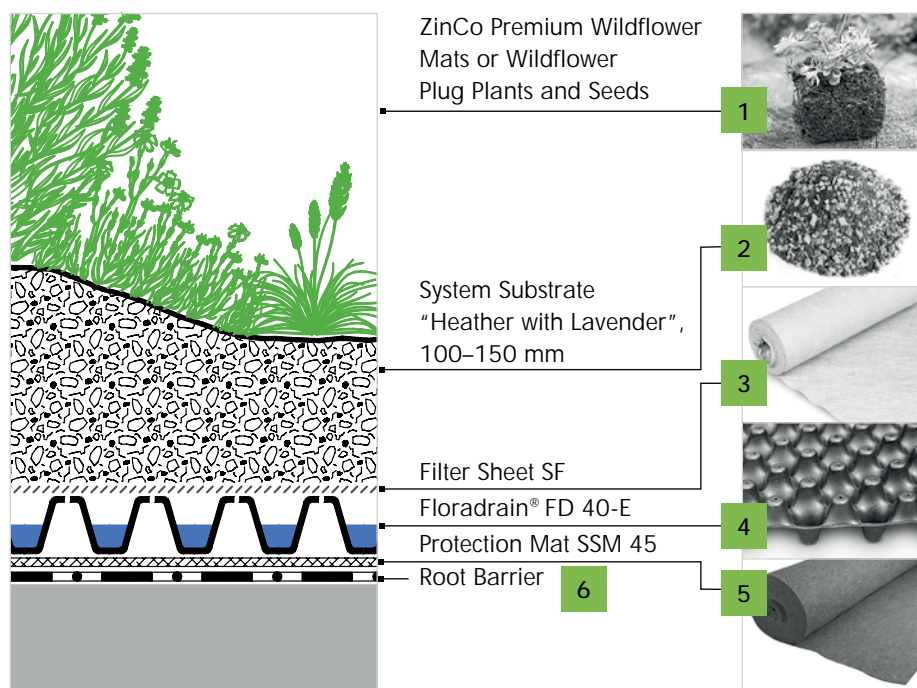 ZinCo Premium Wildflower
Mats or Wildflower
Plug Plants and Seeds
1
2
System Substrate
“Heather with Lavender”,
100–150 mm
3
Filter Sheet SF
Floradrain® FD 40-E
4
Protection Mat SSM 45
Root Barrier
6
5